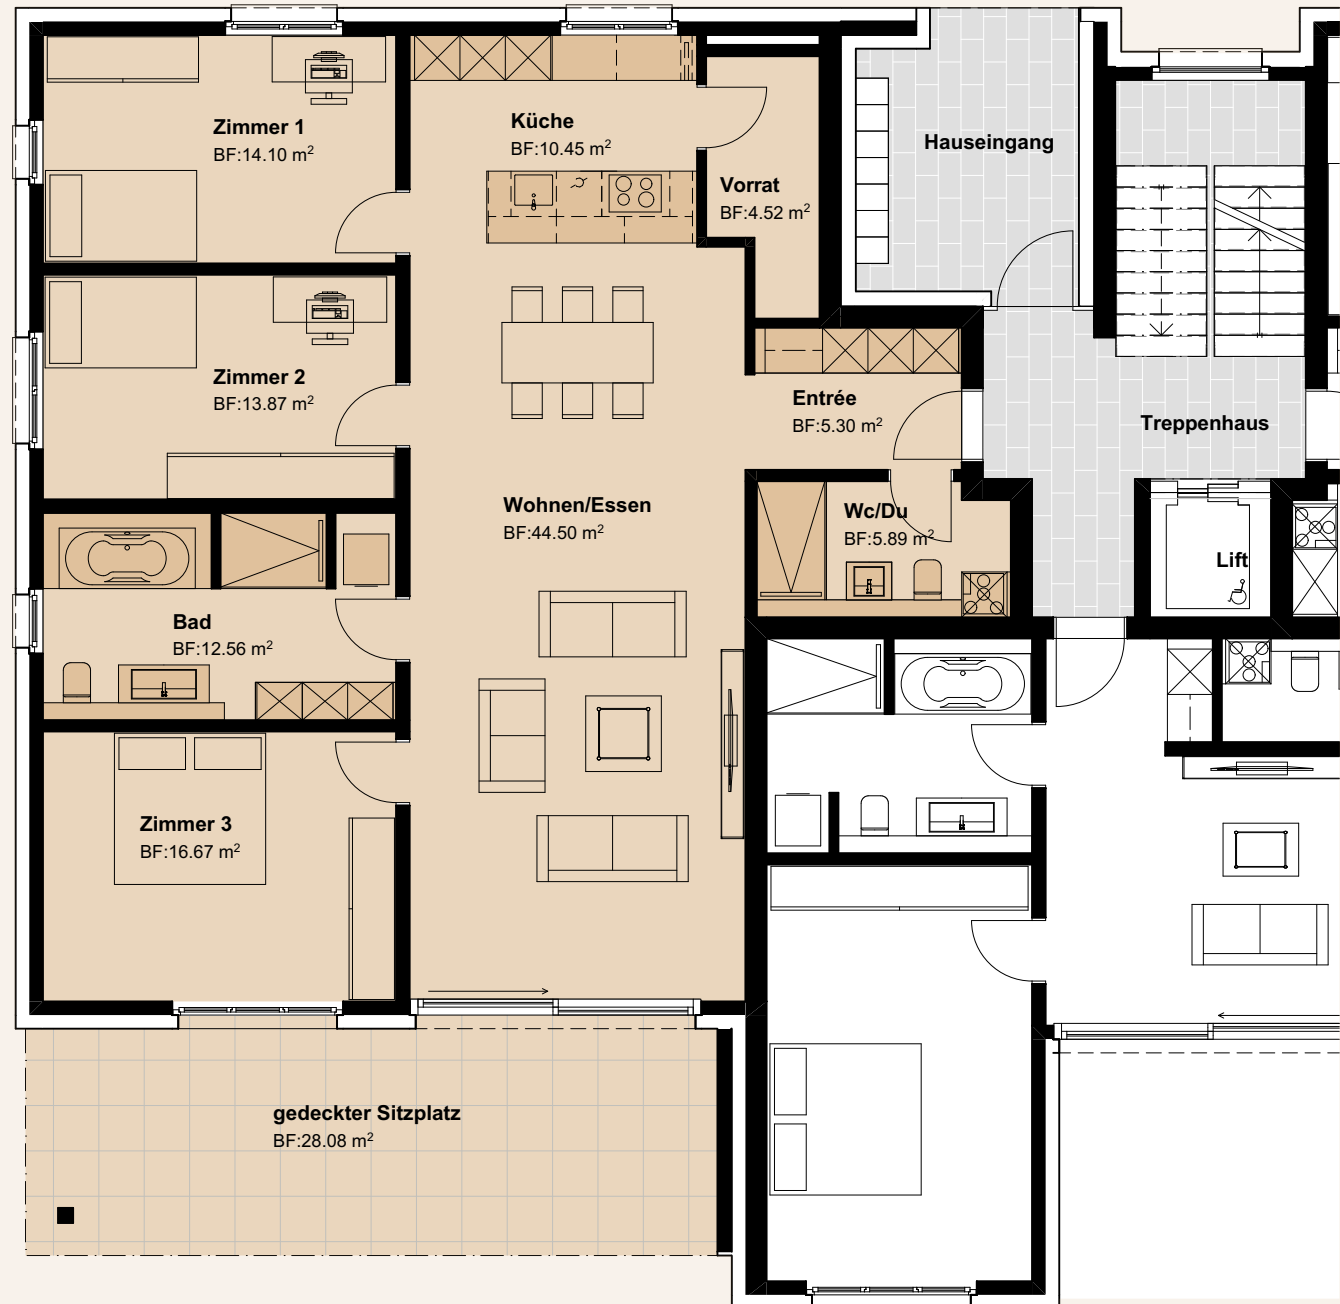 Zimmer 1
BF:14.10 m²
Küche
BF:10.45 m²
Vorrat
BF:4.52 m²
Hauseingang
Zimmer 2
BF:13.87 m²
Entrée
BF:5.30 m²
Treppenhaus
Wohnen/Essen
BF:44.50 m²
Wc/Du
BF:5.89 m²
Lift
Bad
BF:12.56 m²
Zimmer 3
BF:16.67 m²
gedeckter Sitzplatz
BF:28.08 m²